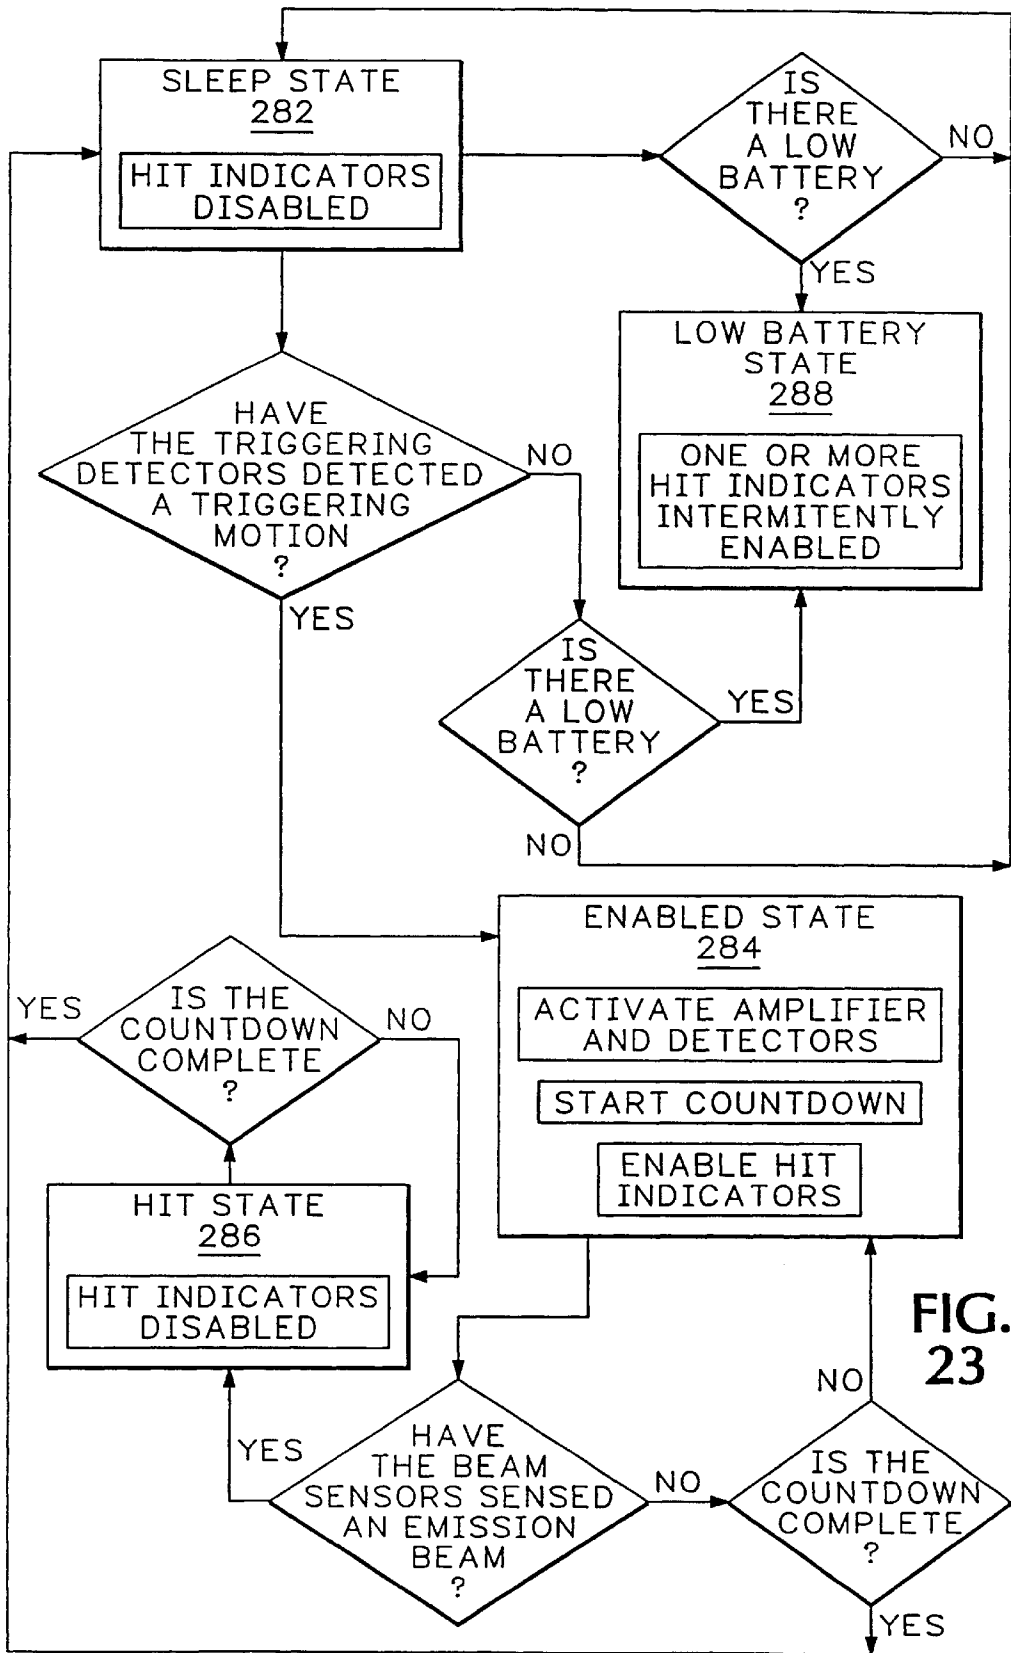 SLEEP STATE
282
HIT INDICATORS
DISABLED
IS
THERE
A LOW
BATTERY
?
NO
YES
LOW BATTERY
STATE
288
ONE OR MORE
HIT INDICATORS
INTERMITENTLY
ENABLED
HAVE
THE TRIGGERING
DETECTORS DETECTED
A TRIGGERING
MOTION
?
NO
YES
IS
THERE
A LOW
BATTERY
?
YES
NO
ENABLED STATE
284
ACTIVATE AMPLIFIER
AND DETECTORS
START COUNTDOWN
ENABLE HIT
INDICATORS
IS THE
COUNTDOWN
COMPLETE
?
YES
NO
HIT STATE
286
HIT INDICATORS
DISABLED
HAVE
THE BEAM
SENSORS SENSED
AN EMISSION
BEAM
?
YES
NO
IS THE
COUNTDOWN
COMPLETE
?
NO
YES
FIG.
23